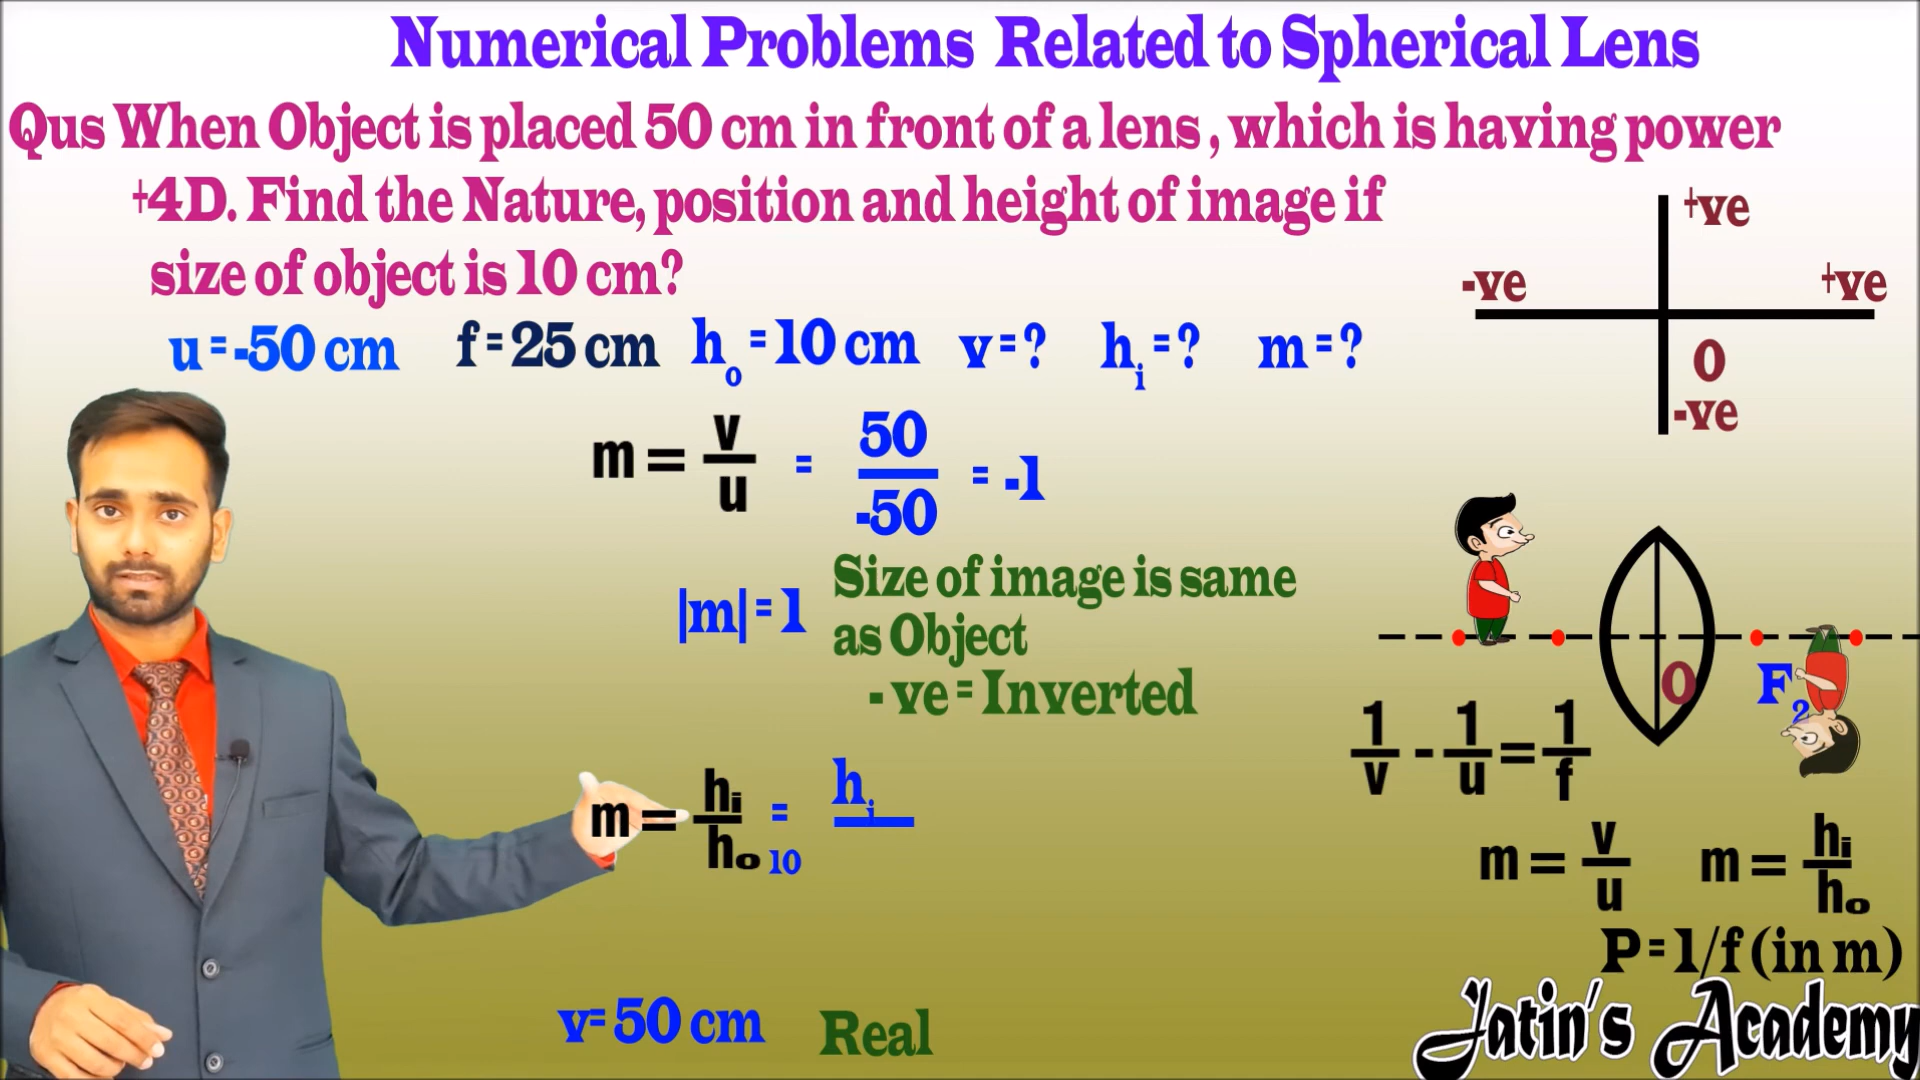 Numerical Problems Related to Spherical Lens
Qus When Object is placed 50 cm in front of a lens , which is having power
+4D. Find the Nature, position and height of image if
size of object is 10 cm?
+ve
-ve
+ve
O
-ve
u = -50 cm
f = 25 cm
h₀ = 10 cm
v = ?
hᵢ = ?
m = ?
m = v/u = 50/-50 = -1
|m| = 1
Size of image is same
as Object
- ve = Inverted
O
F₂
1/v - 1/u = 1/f
m = hᵢ/h₀ = hᵢ
10
m = v/u
m = hᵢ/h₀
P = 1/f (in m)
v= 50 cm
Real
Jatin's Academy